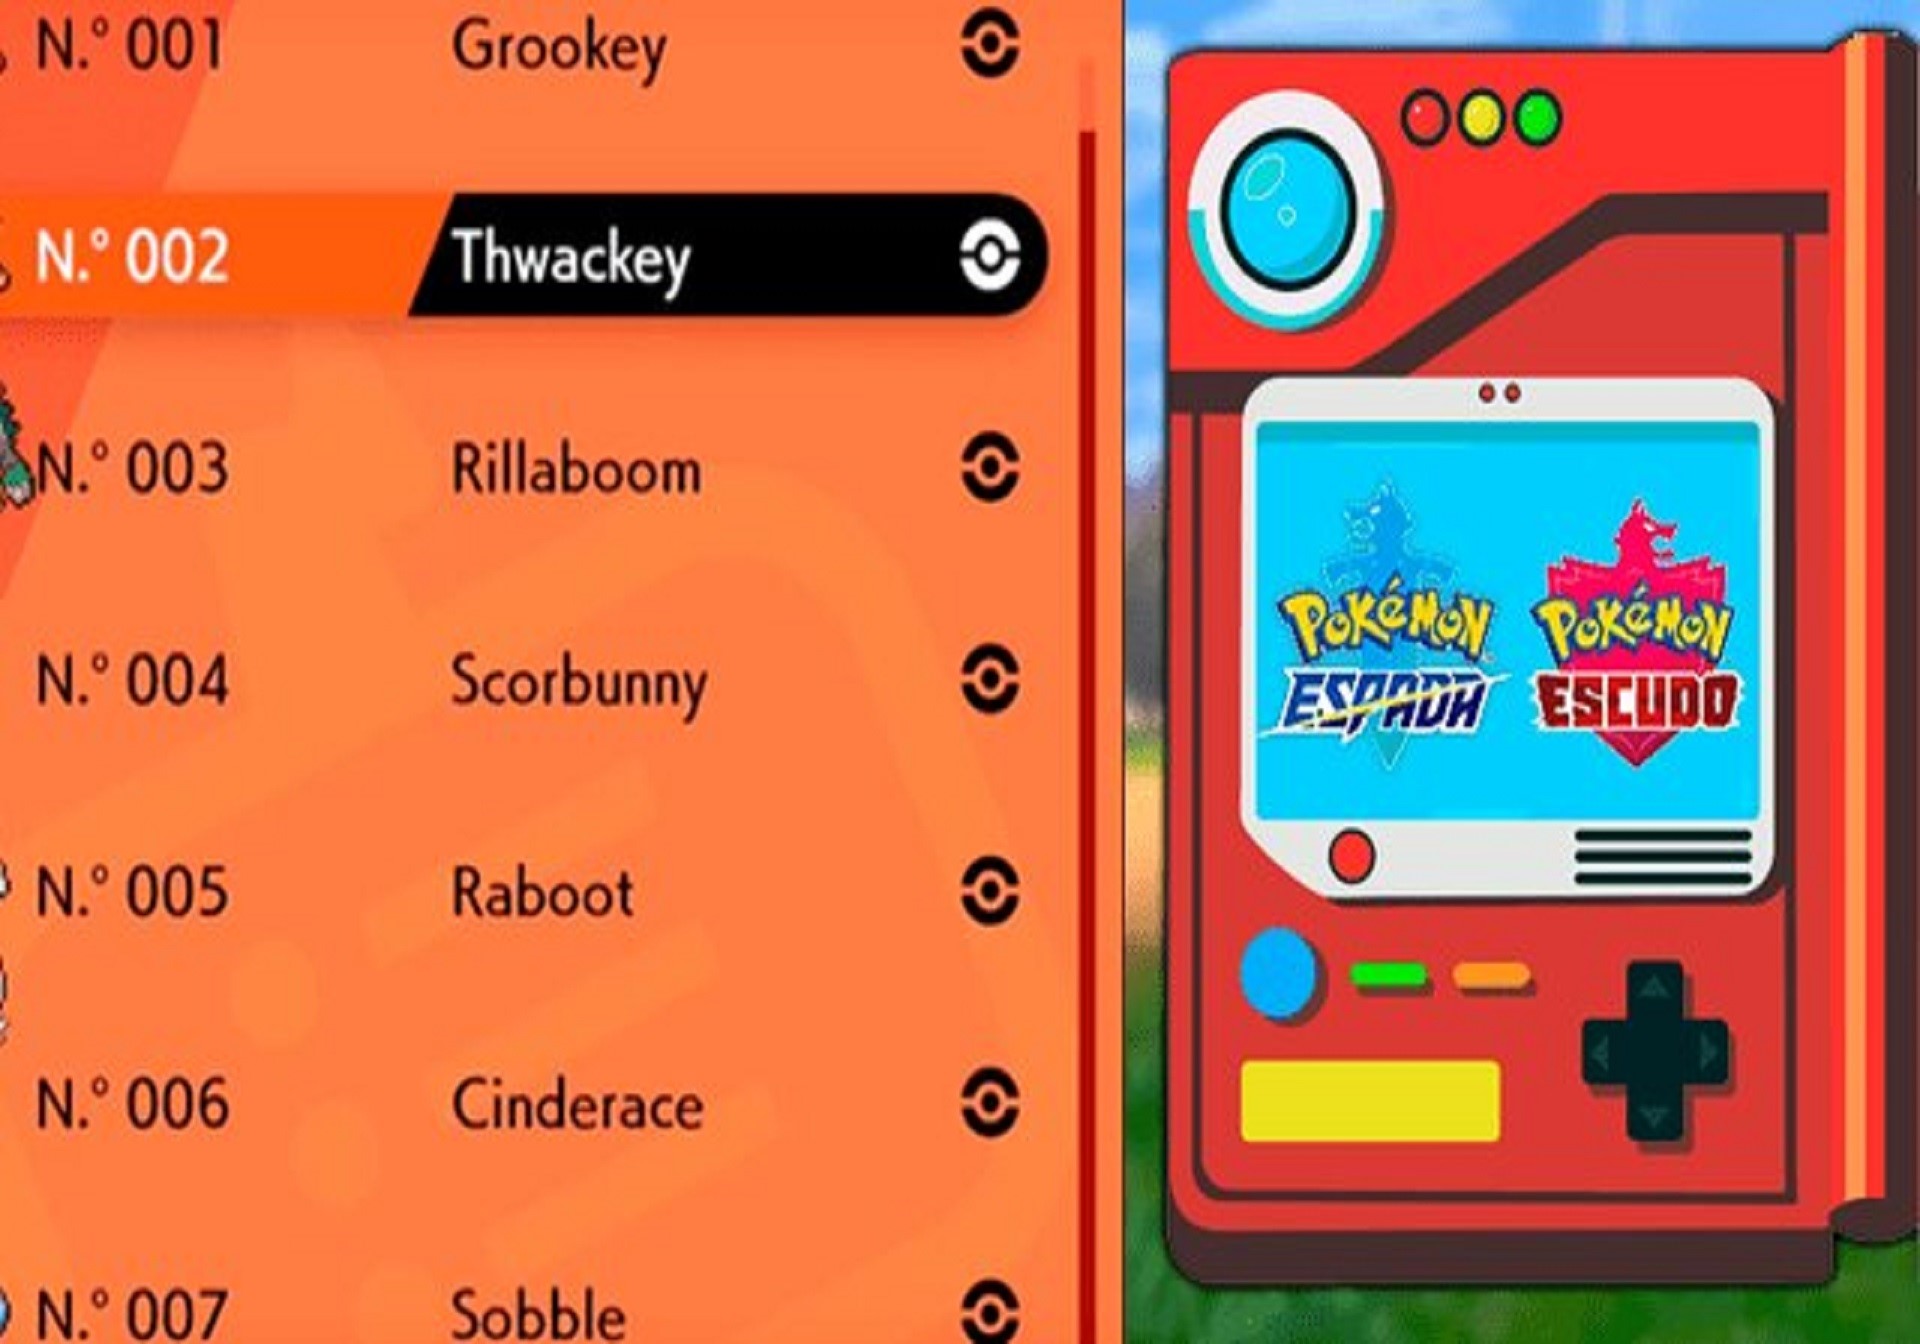 N.º 001 Grookey
N.º 002 Thwackey
N.º 003 Rillaboom
N.º 004 Scorbunny
N.º 005 Raboot
N.º 006 Cinderace
N.º 007 Sobble
POKéMON
ESPADA
POKéMON
ESCUDO